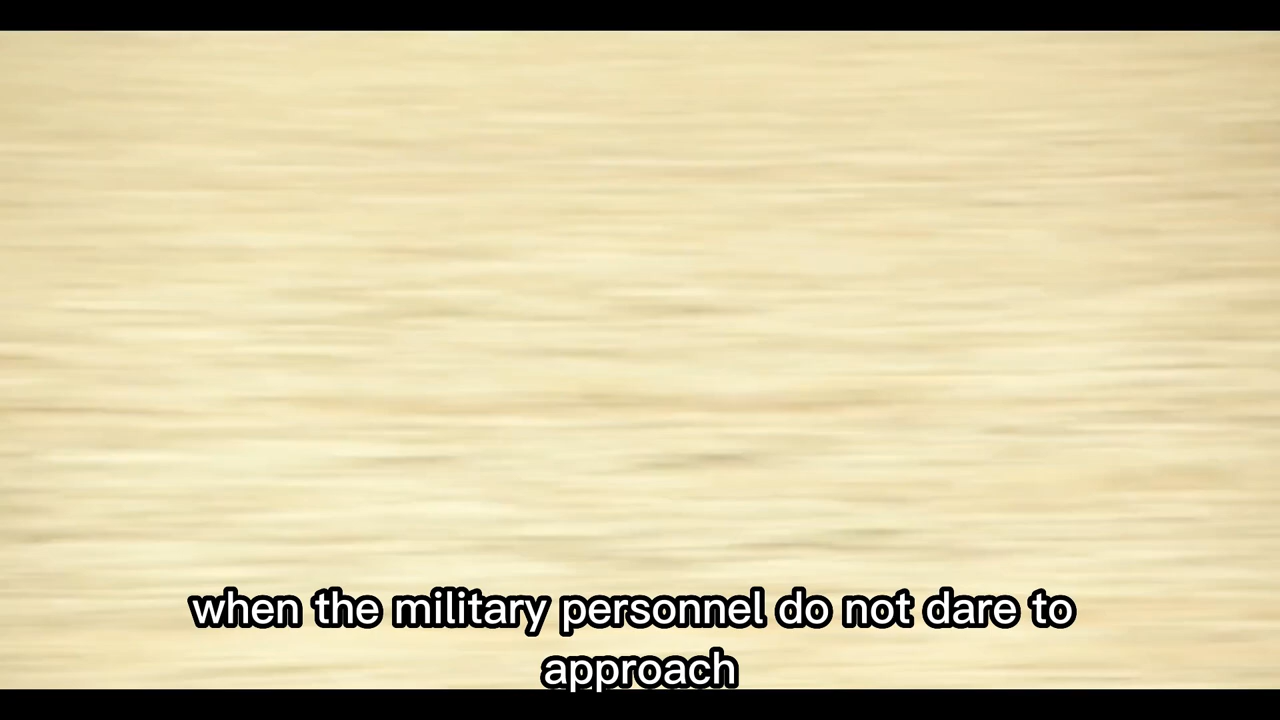 when the military personnel do not dare to
approach